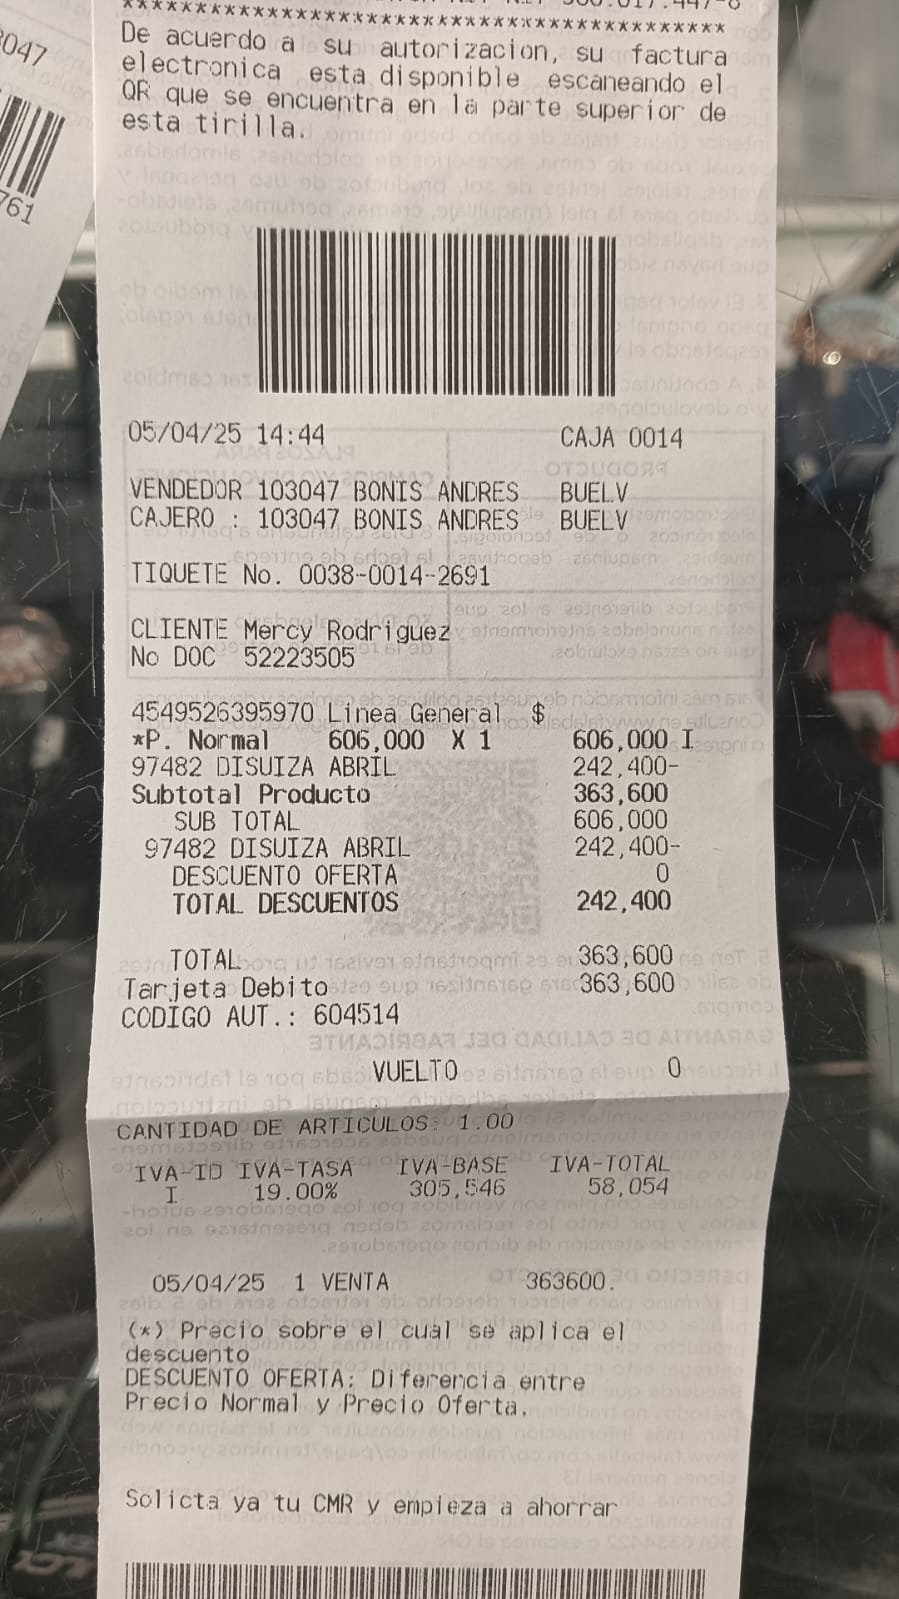 *******************************************
De acuerdo a su autorizacion, su factura
electronica esta disponible escaneando el
QR que se encuentra en la parte superior de
esta tirilla.
05/04/25 14:44 CAJA 0014
VENDEDOR 103047 BONIS ANDRES BUELV
CAJERO : 103047 BONIS ANDRES BUELV
TIQUETE No. 0038-0014-2691
CLIENTE Mercy Rodriguez
No DOC 52223505
4549526395970 Linea General $
*P. Normal 606,000 X 1 606,000 I
97482 DISUIZA ABRIL 242,400-
Subtotal Producto 363,600
SUB TOTAL 606,000
97482 DISUIZA ABRIL 242,400-
DESCUENTO OFERTA 0
TOTAL DESCUENTOS 242,400
TOTAL 363,600
Tarjeta Debito 363,600
CODIGO AUT.: 604514
VUELTO 0
CANTIDAD DE ARTICULOS: 1.00
IVA-ID IVA-TASA IVA-BASE IVA-TOTAL
I 19.00% 305,546 58,054
05/04/25 1 VENTA 363600.
(*) Precio sobre el cual se aplica el
descuento
DESCUENTO OFERTA: Diferencia entre
Precio Normal y Precio Oferta.
Solicta ya tu CMR y empieza a ahorrar
3047
761